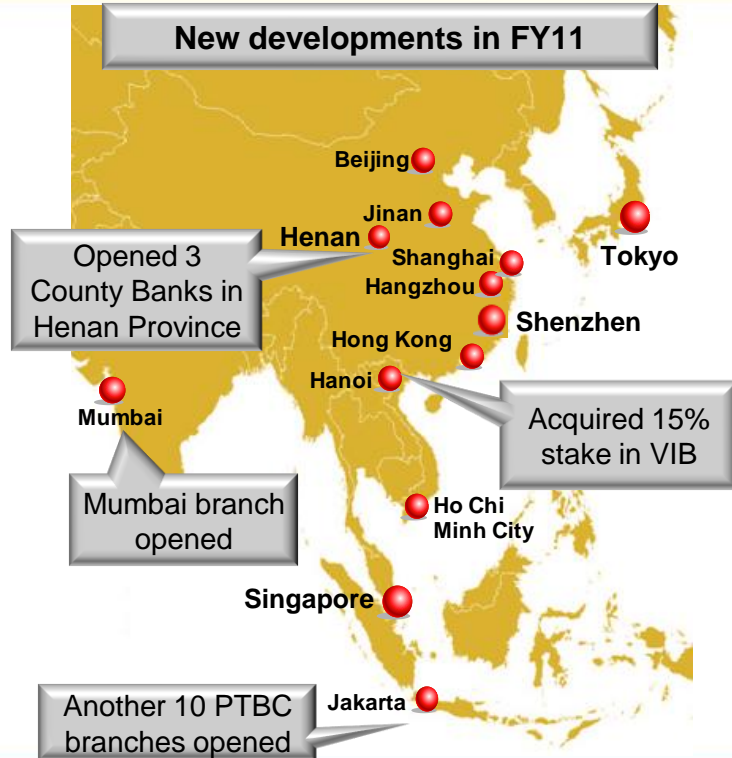 New developments in FY11
Beijing
Jinan
Henan
Opened 3
County Banks in
Henan Province
Shanghai
Hangzhou
Tokyo
Shenzhen
Hong Kong
Hanoi
Mumbai
Acquired 15%
stake in VIB
Mumbai branch
opened
Ho Chi
Minh City
Singapore
Jakarta
Another 10 PTBC
branches opened